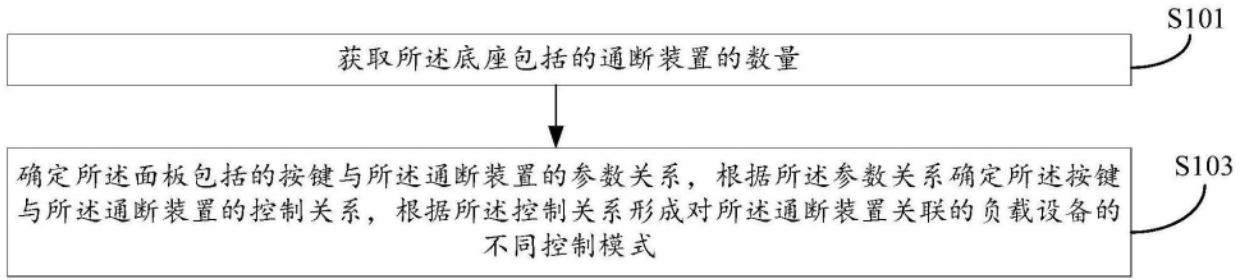 S101
获取所述底座包括的通断装置的数量
S103
确定所述面板包括的按键与所述通断装置的参数关系，根据所述参数关系确定所述按键
与所述通断装置的控制关系，根据所述控制关系形成对所述通断装置关联的负载设备的
不同控制模式